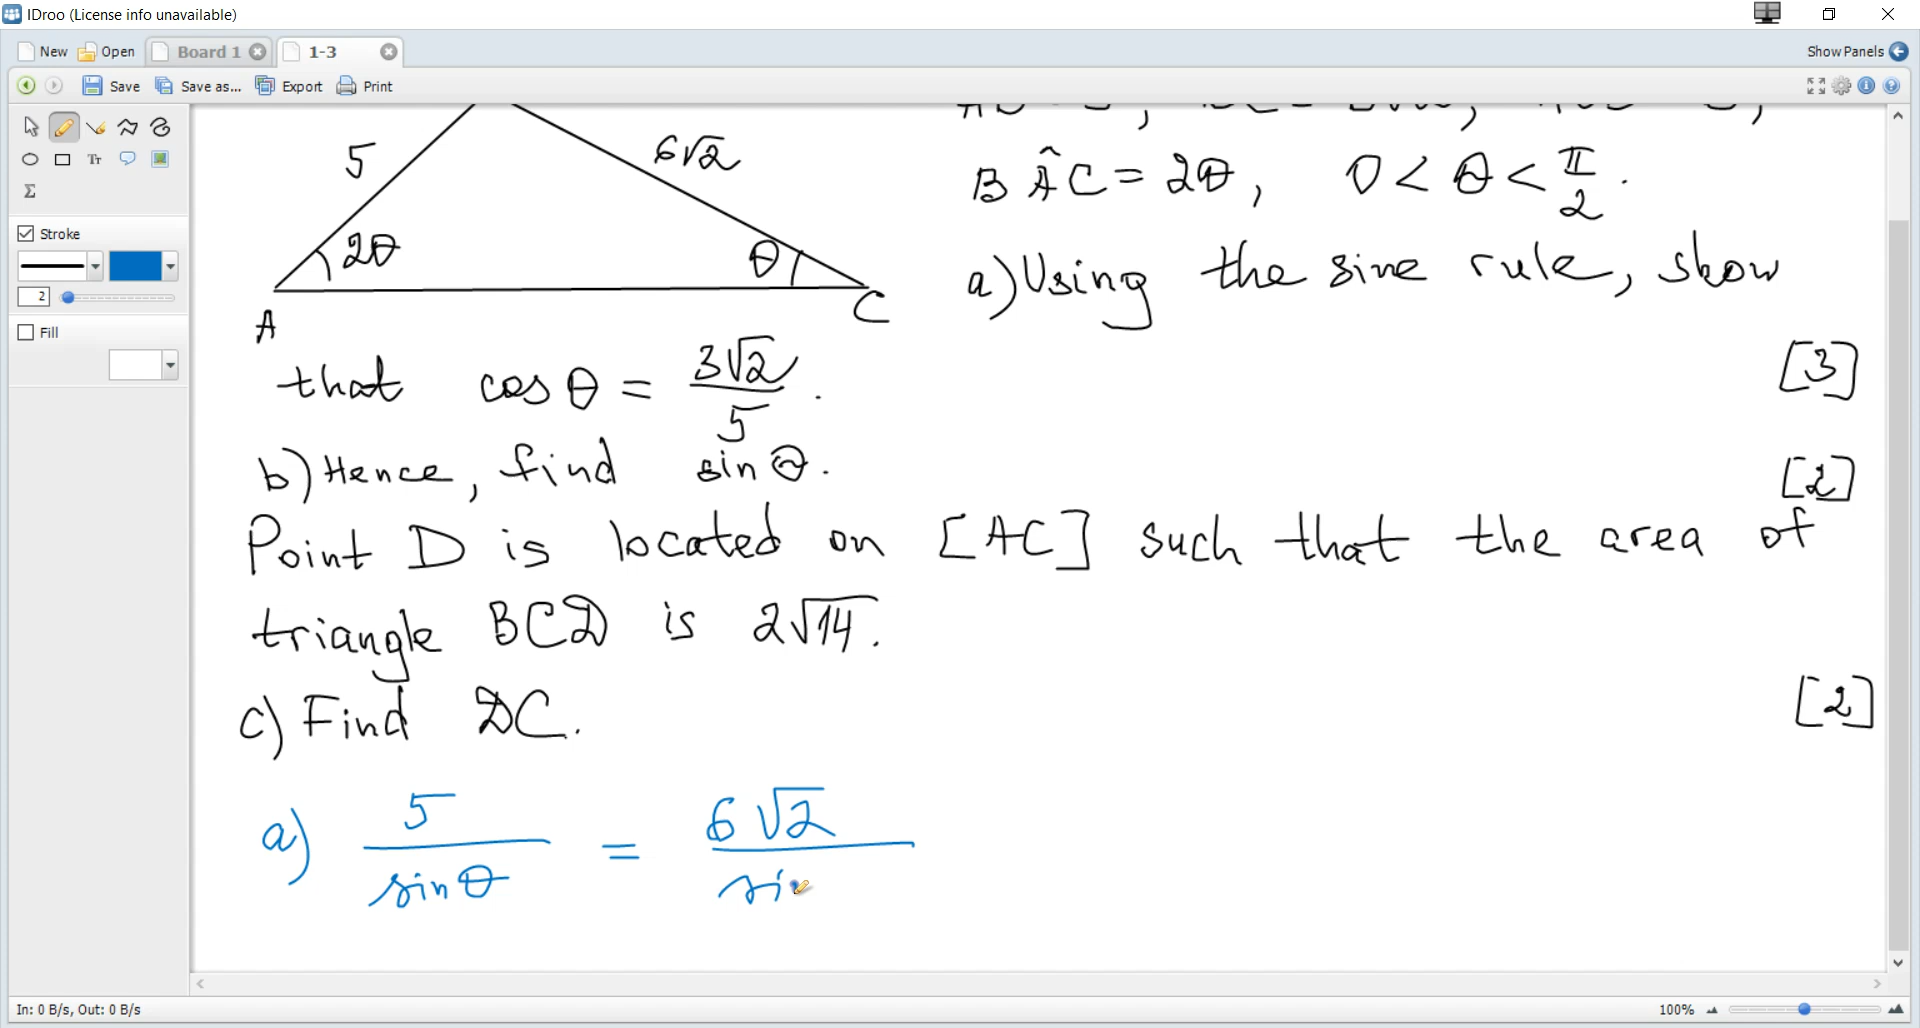 IDroo (License info unavailable)
New Open Board 1 1-3 Show Panels
Save Save as... Export Print
5 6√2
BÂC = 2θ, 0 < θ < π/2.
2θ θ
a) Using the sine rule, show
A C
that cos θ = 3√2/5. [3]
b) Hence, find sin θ. [2]
Point D is located on [AC] such that the area of
triangle BCD is 2√14.
c) Find DC. [2]
a) 5/sin θ = 6√2/si
Stroke
2
Fill
Tr
Σ
In: 0 B/s, Out: 0 B/s 100%